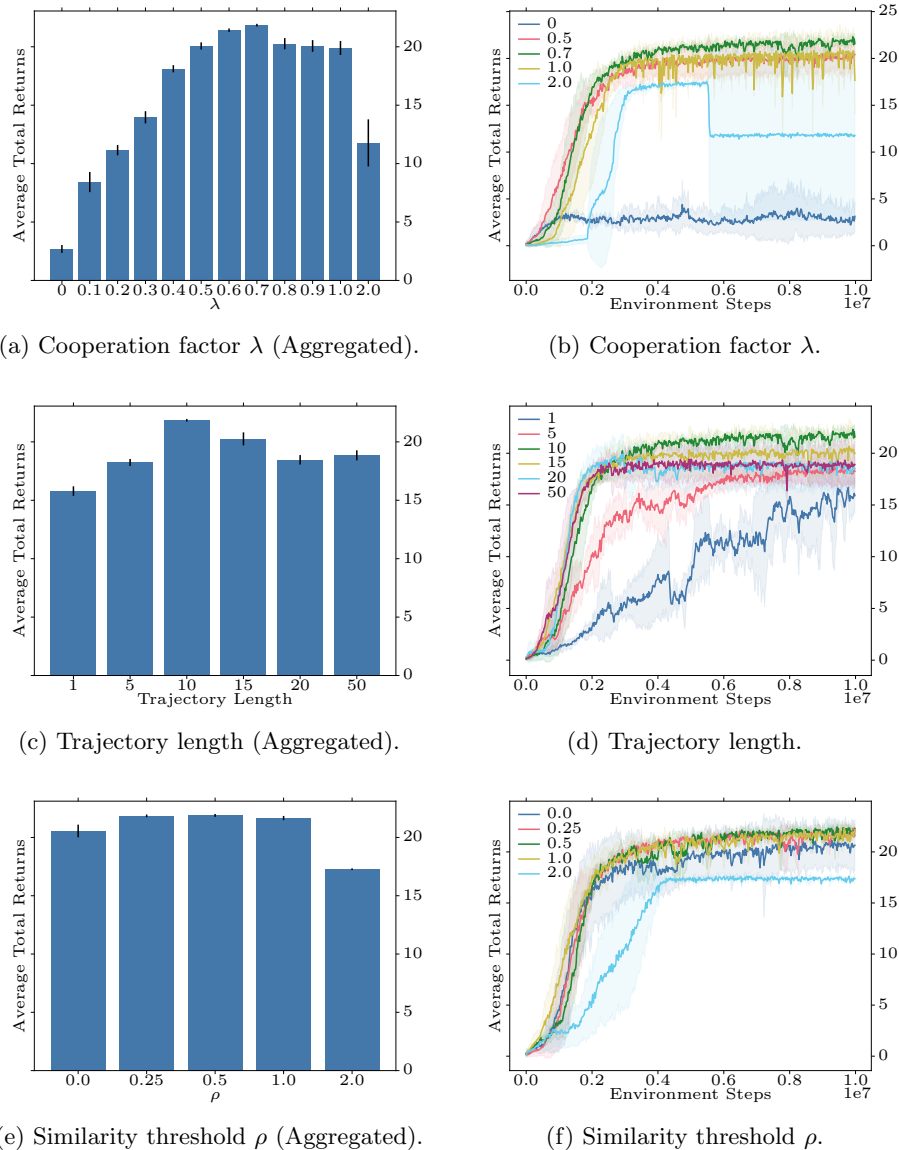 Average Total Returns
0
5
10
15
20
0 0.1 0.2 0.3 0.4 0.5 0.6 0.7 0.8 0.9 1.0 2.0
λ
(a) Cooperation factor λ (Aggregated).
Average Total Returns
0
0.5
0.7
1.0
2.0
0
5
10
15
20
25
0.0 0.2 0.4 0.6 0.8 1.0
Environment Steps
1e7
(b) Cooperation factor λ.
Average Total Returns
0
5
10
15
20
1 5 10 15 20 50
Trajectory Length
(c) Trajectory length (Aggregated).
Average Total Returns
1
5
10
15
20
50
0
5
10
15
20
0.0 0.2 0.4 0.6 0.8 1.0
Environment Steps
1e7
(d) Trajectory length.
Average Total Returns
0
5
10
15
20
0.0 0.25 0.5 1.0 2.0
ρ
(e) Similarity threshold ρ (Aggregated).
Average Total Returns
0.0
0.25
0.5
1.0
2.0
0
5
10
15
20
0.0 0.2 0.4 0.6 0.8 1.0
Environment Steps
1e7
(f) Similarity threshold ρ.